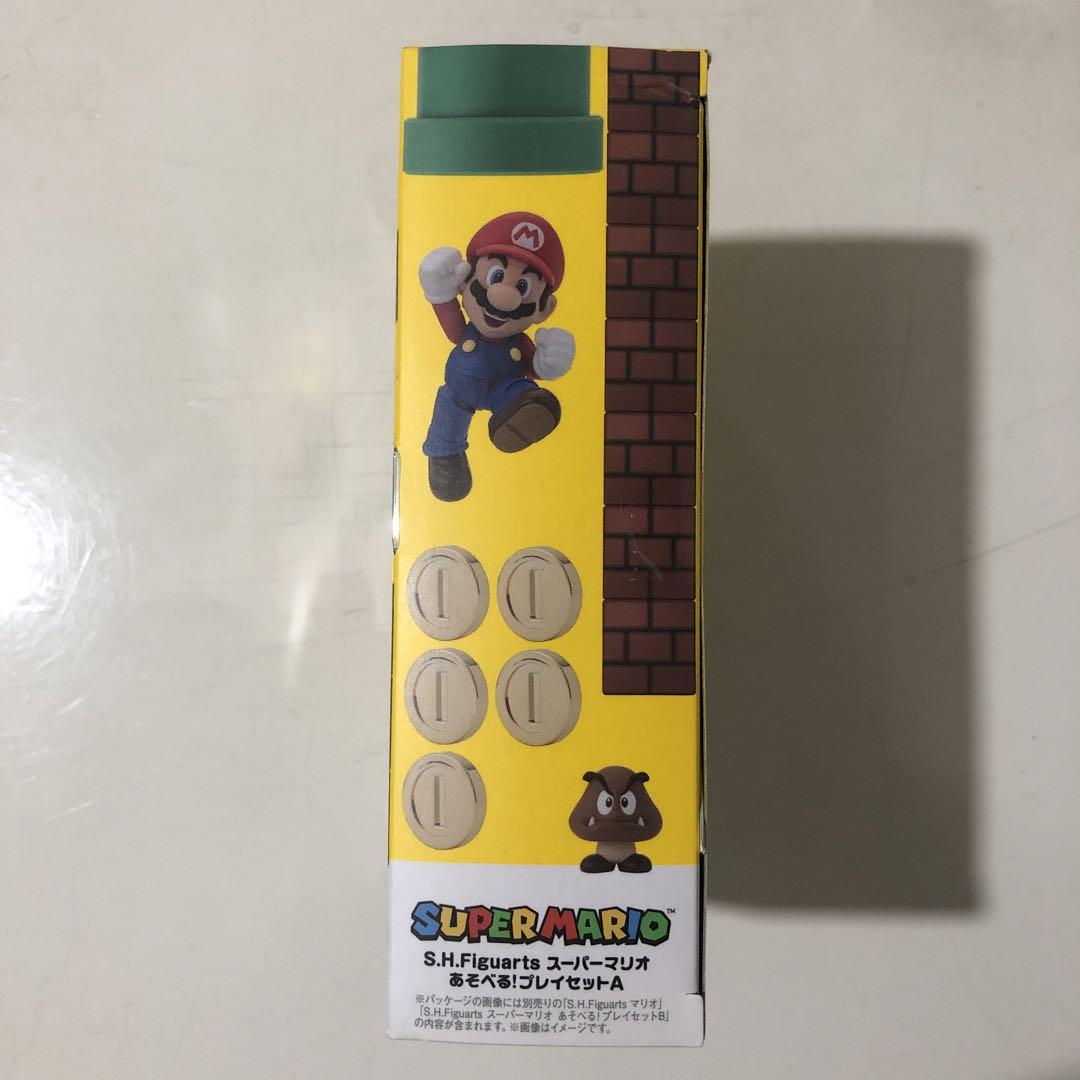 M
SUPER MARIO™
S.H.Figuarts スーパーマリオ
あそべる!プレイセットA
※パッケージの画像には別売りの「S.H.Figuarts マリオ」
「S.H.Figuarts スーパーマリオ あそべる!プレイセットB」
の内容が含まれます。※画像はイメージです。